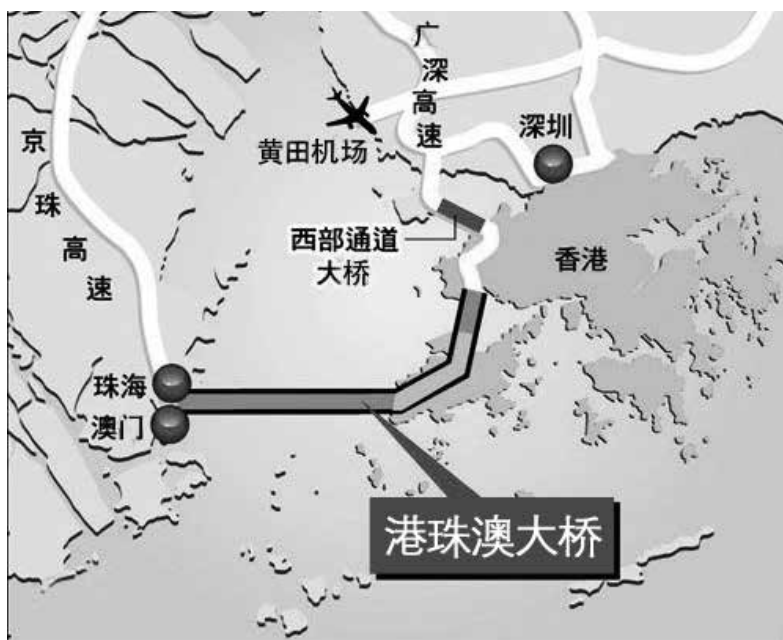 广深高速
京珠高速
黄田机场
深圳
西部通道
大桥
香港
珠海
澳门
港珠澳大桥